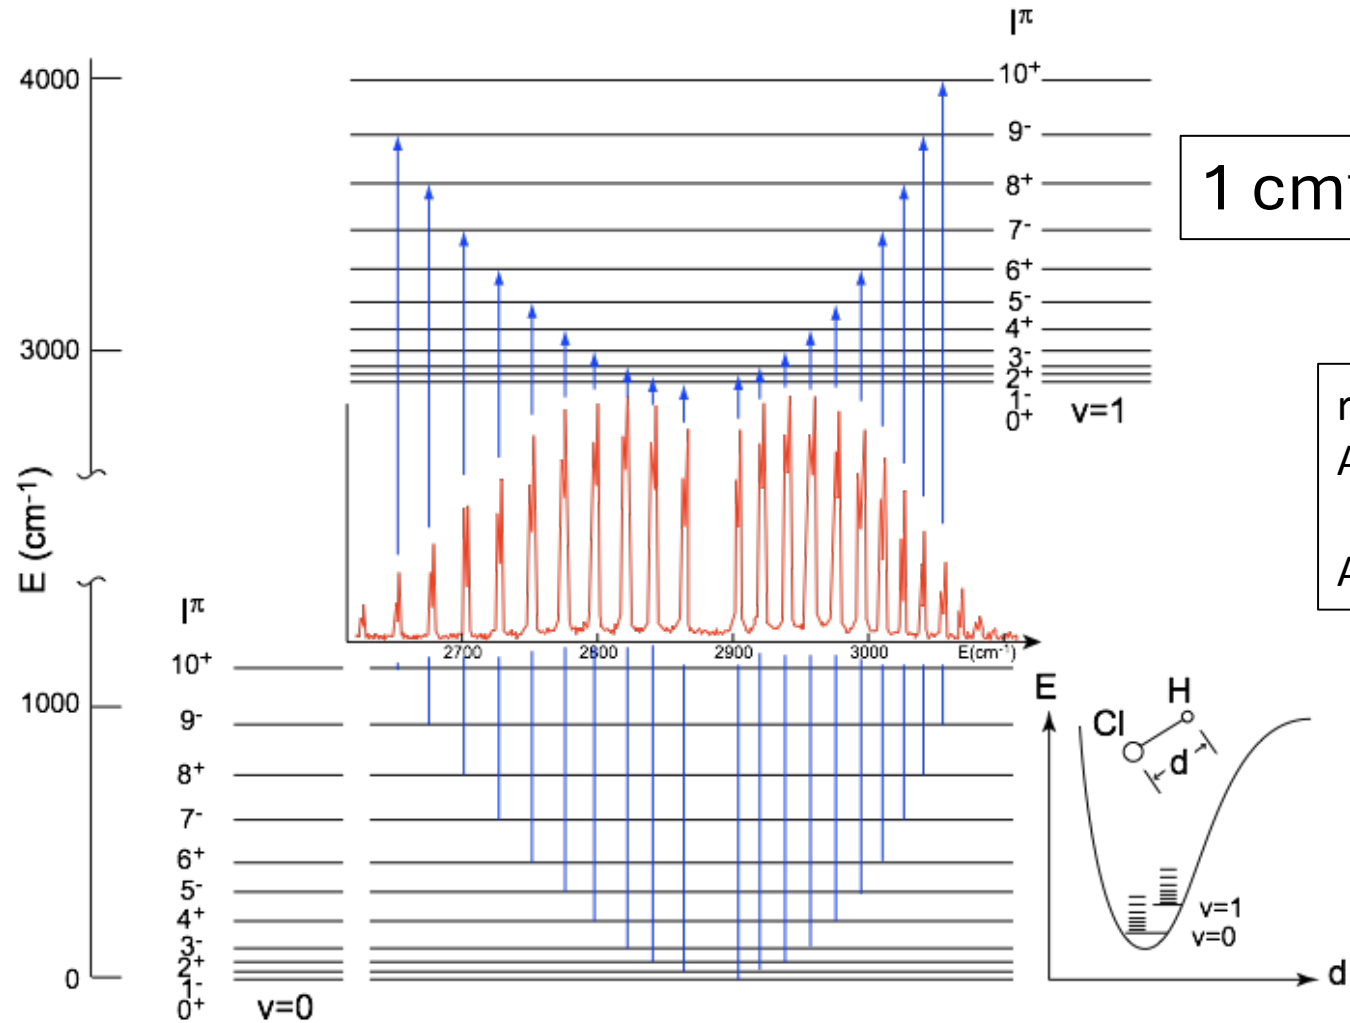 I^π
4000
10⁺
9⁻
8⁺
7⁻
6⁺
5⁻
4⁺
3000
3⁻
2⁺
1⁻
0⁺
v=1
1 cm
E (cm⁻¹)
2700
2800
2900
3000
E(cm⁻¹)
I^π
10⁺
1000
9⁻
8⁺
7⁻
6⁺
5⁻
4⁺
3⁻
2⁺
0
1⁻
0⁺
v=0
E
H
Cl
d
v=1
v=0
d
A
A